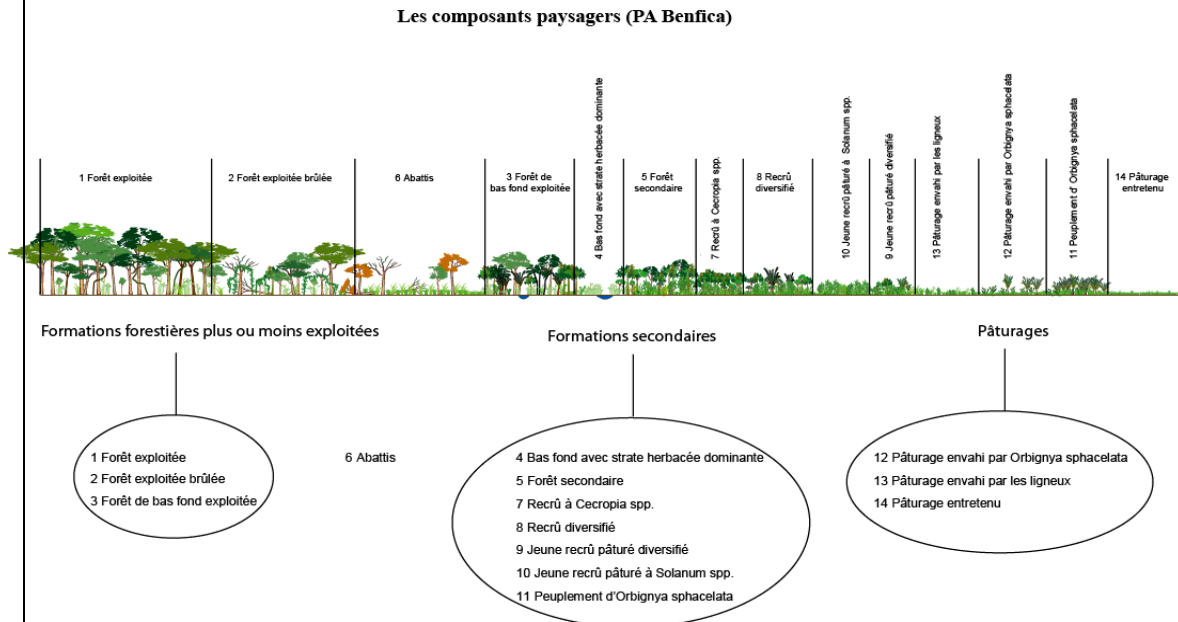 Les composants paysagers (PA Benfica)
1 Forêt exploitée
2 Forêt exploitée brûlée
6 Abattis
3 Forêt de
bas fond exploitée
4 Bas fond avec strate herbacée dominante
5 Forêt
secondaire
7 Recrû à Cecropia spp.
8 Recrû
diversifié
10 Jeune recrû pâturé à Solanum spp.
9 Jeune recrû pâturé diversifié
13 Pâturage envahi par les ligneux
12 Pâturage envahi par Orbignya sphacelata
11 Peuplement d' Orbignya sphacelata
14 Pâturage
entretenu
Formations forestières plus ou moins exploitées
Formations secondaires
Pâturages
1 Forêt exploitée
2 Forêt exploitée brûlée
3 Forêt de bas fond exploitée
6 Abattis
4 Bas fond avec strate herbacée dominante
5 Forêt secondaire
7 Recrû à Cecropia spp.
8 Recrû diversifié
9 Jeune recrû pâturé diversifié
10 Jeune recrû pâturé à Solanum spp.
11 Peuplement d'Orbignya sphacelata
12 Pâturage envahi par Orbignya sphacelata
13 Pâturage envahi par les ligneux
14 Pâturage entretenu